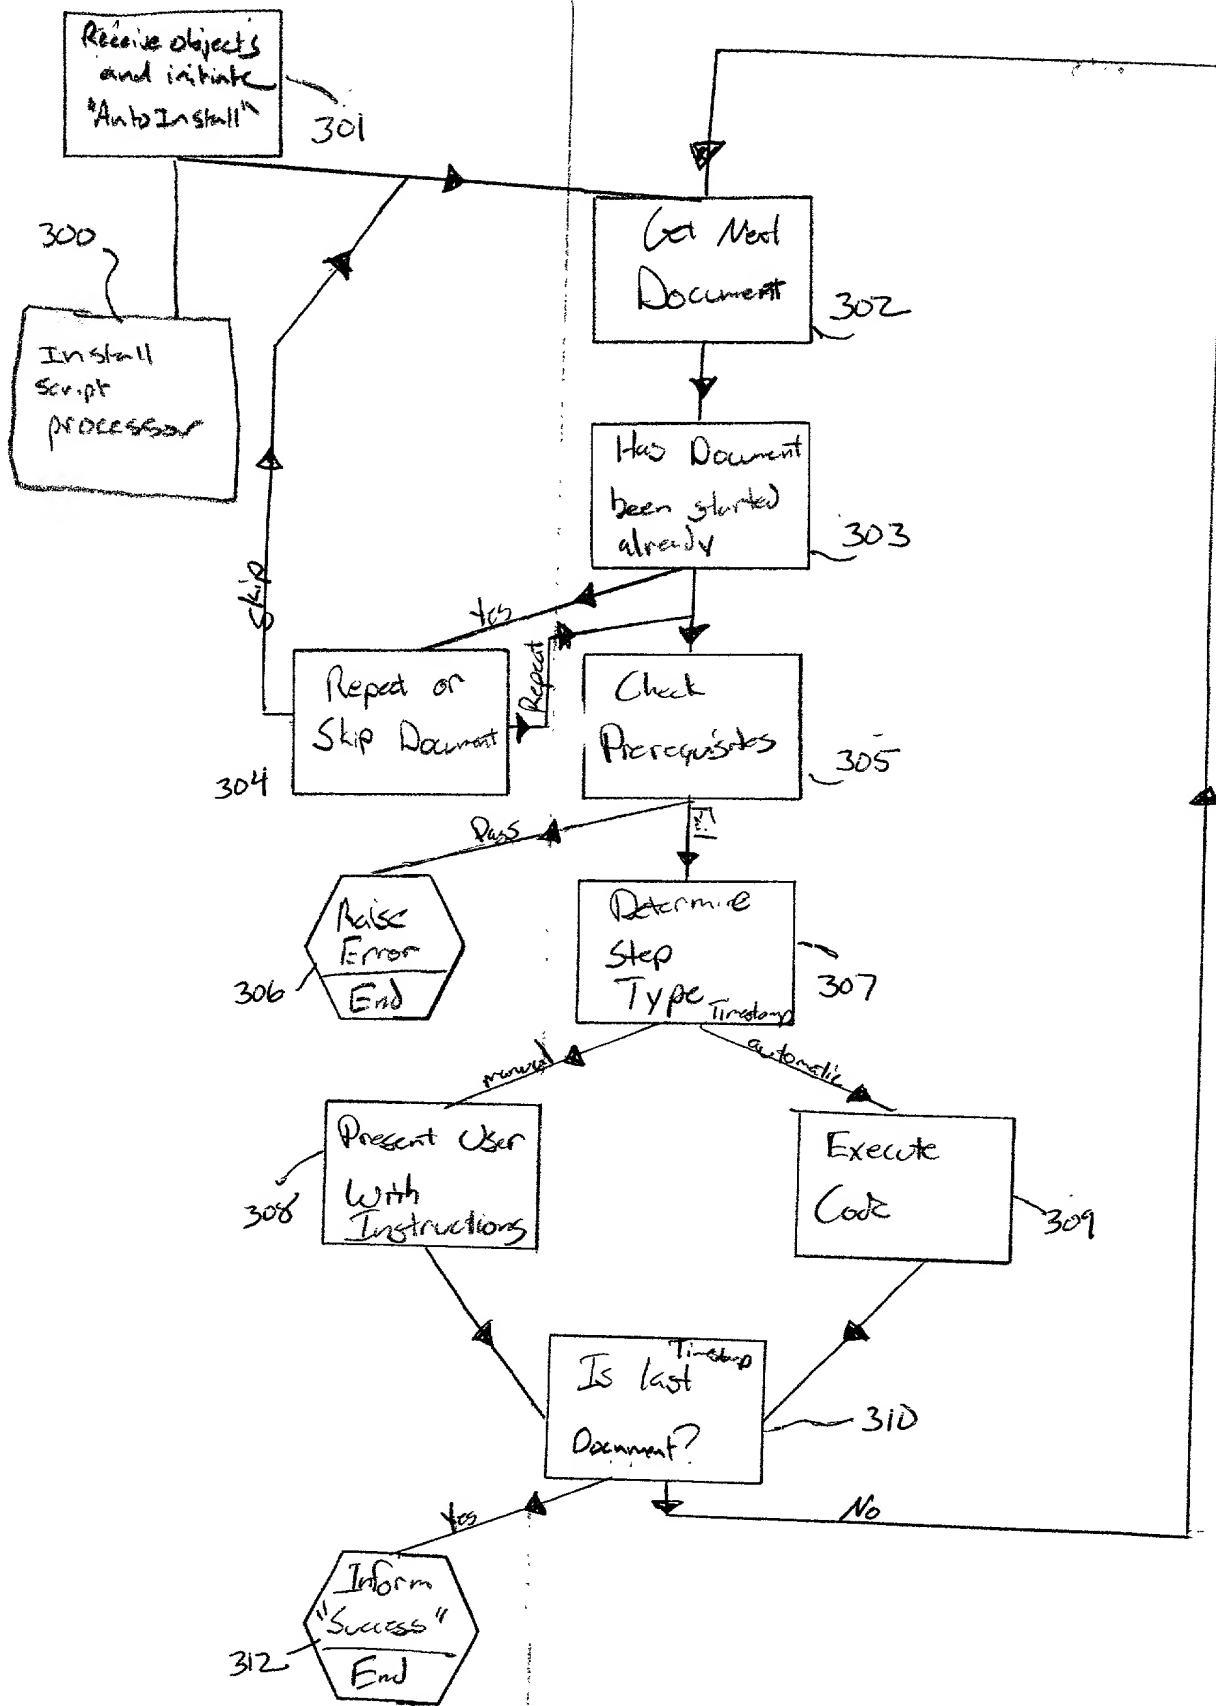 Receive objects
and initiate
"AutoInstall"
301
300
Install
Script
processor
Get Next
Document
302
Has Document
been started
already
303
Skip
Yes
Repeat
Repeat or
Skip Document
304
Check
Prerequisites
305
Pass
Raise
Error
End
306
Determine
Step
Type
Timestamp
307
manual
automatic
Present User
With
Instructions
308
Execute
Code
309
Timestamp
Is last
Document?
310
Yes
No
Inform
"Success"
End
312